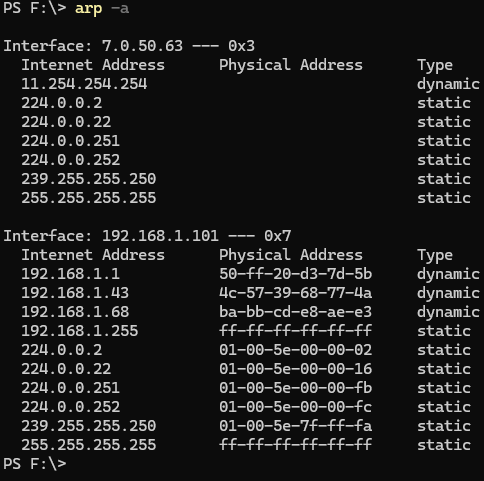 PS F:\> arp -a
Interface: 7.0.50.63 --- 0x3
  Internet Address      Physical Address      Type
  11.254.254.254                              dynamic
  224.0.0.2                                   static
  224.0.0.22                                  static
  224.0.0.251                                 static
  224.0.0.252                                 static
  239.255.255.250                             static
  255.255.255.255                             static
Interface: 192.168.1.101 --- 0x7
  Internet Address      Physical Address      Type
  192.168.1.1           50-ff-20-d3-7d-5b     dynamic
  192.168.1.43          4c-57-39-68-77-4a     dynamic
  192.168.1.68          ba-bb-cd-e8-ae-e3     dynamic
  192.168.1.255         ff-ff-ff-ff-ff-ff     static
  224.0.0.2             01-00-5e-00-00-02     static
  224.0.0.22            01-00-5e-00-00-16     static
  224.0.0.251           01-00-5e-00-00-fb     static
  224.0.0.252           01-00-5e-00-00-fc     static
  239.255.255.250       01-00-5e-7f-ff-fa     static
  255.255.255.255       ff-ff-ff-ff-ff-ff     static
PS F:\>